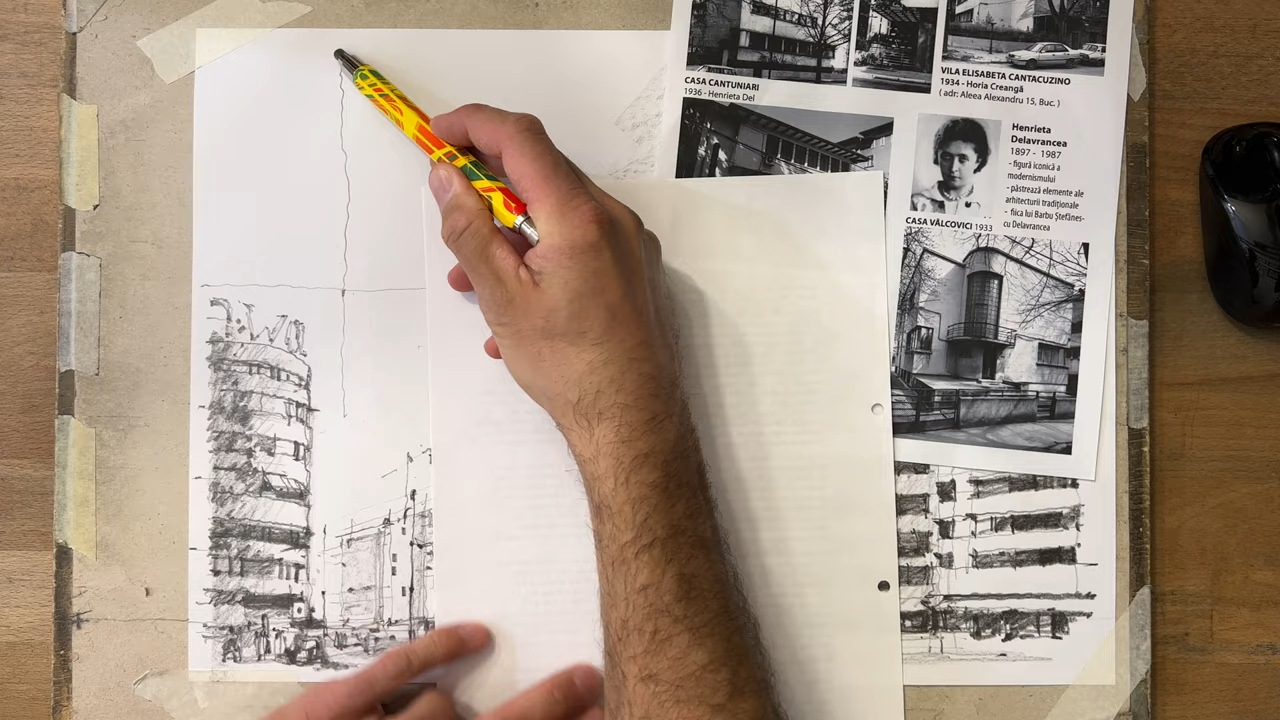 CASA CANTUNIARI
1936 - Henrieta Del
VILA ELISABETA CANTACUZINO
1934 - Horia Creangă
( adr: Aleea Alexandru 15, Buc. )
Henrieta
Delavrancea
1897 - 1987
- figură iconică a
modernismului
- păstrează elemente ale
arhitecturii tradiționale
- fiica lui Barbu Ștefănes-
cu Delavrancea
CASA VÂLCOVICI 1933